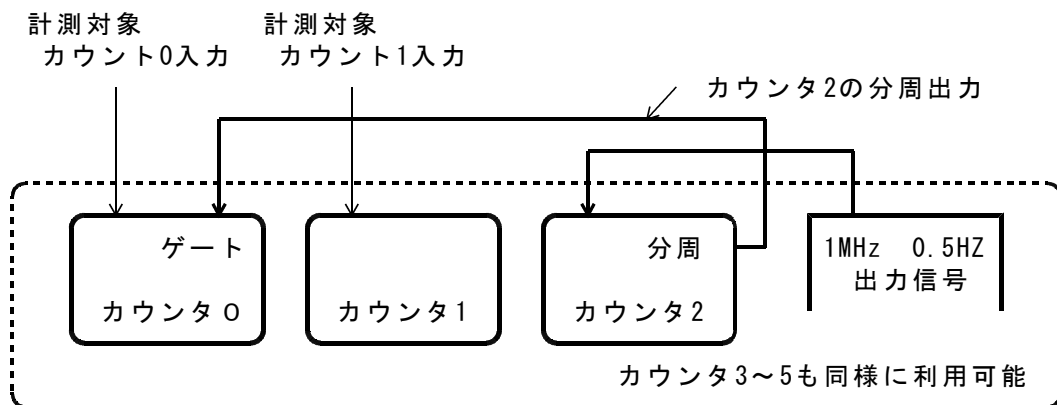 計測対象
カウント0入力
計測対象
カウント1入力
カウンタ2の分周出力
ゲート
カウンタ0
カウンタ1
分周
カウンタ2
1MHz 0.5HZ
出力信号
カウンタ3～5も同様に利用可能